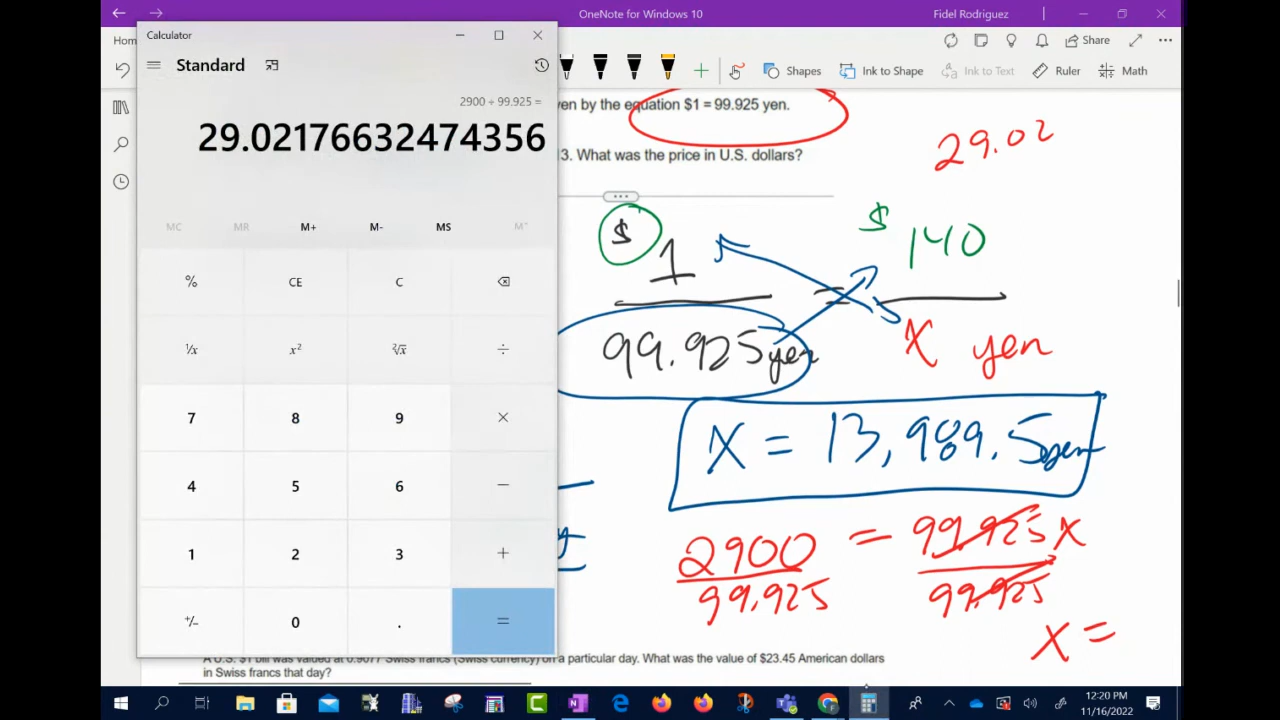 OneNote for Windows 10
Fidel Rodriguez
Hom
Share
Shapes
Ink to Shape
Ink to Text
Ruler
Math
Calculator
Standard
2900 ÷ 99.925 =
29.02176632474356
MC MR M+ M- MS M˅
% CE C
¹/x x² ²√x ÷
7 8 9 ×
4 5 6 −
1 2 3 +
+/− 0 . =
en by the equation $1 = 99.925 yen.
13. What was the price in U.S. dollars?
29.02
$ 1 = $ 140
99.925 yen x yen
X = 13,989.5 yen
2900 = 99.925 x
99.925 99.925
x =
A U.S. $1 bill was valued at 0.9077 Swiss francs (Swiss currency) on a particular day. What was the value of $23.45 American dollars
in Swiss francs that day?
12:20 PM
11/16/2022